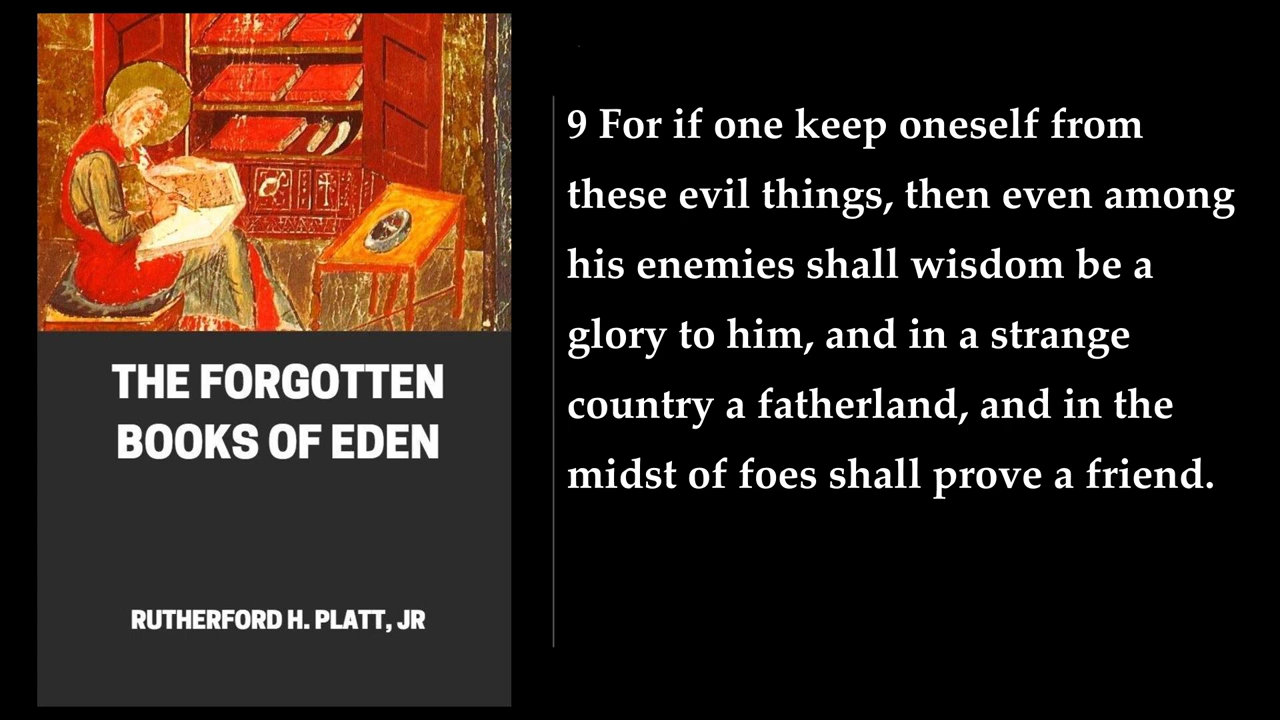 THE FORGOTTEN
BOOKS OF EDEN
RUTHERFORD H. PLATT, JR
9 For if one keep oneself from
these evil things, then even among
his enemies shall wisdom be a
glory to him, and in a strange
country a fatherland, and in the
midst of foes shall prove a friend.